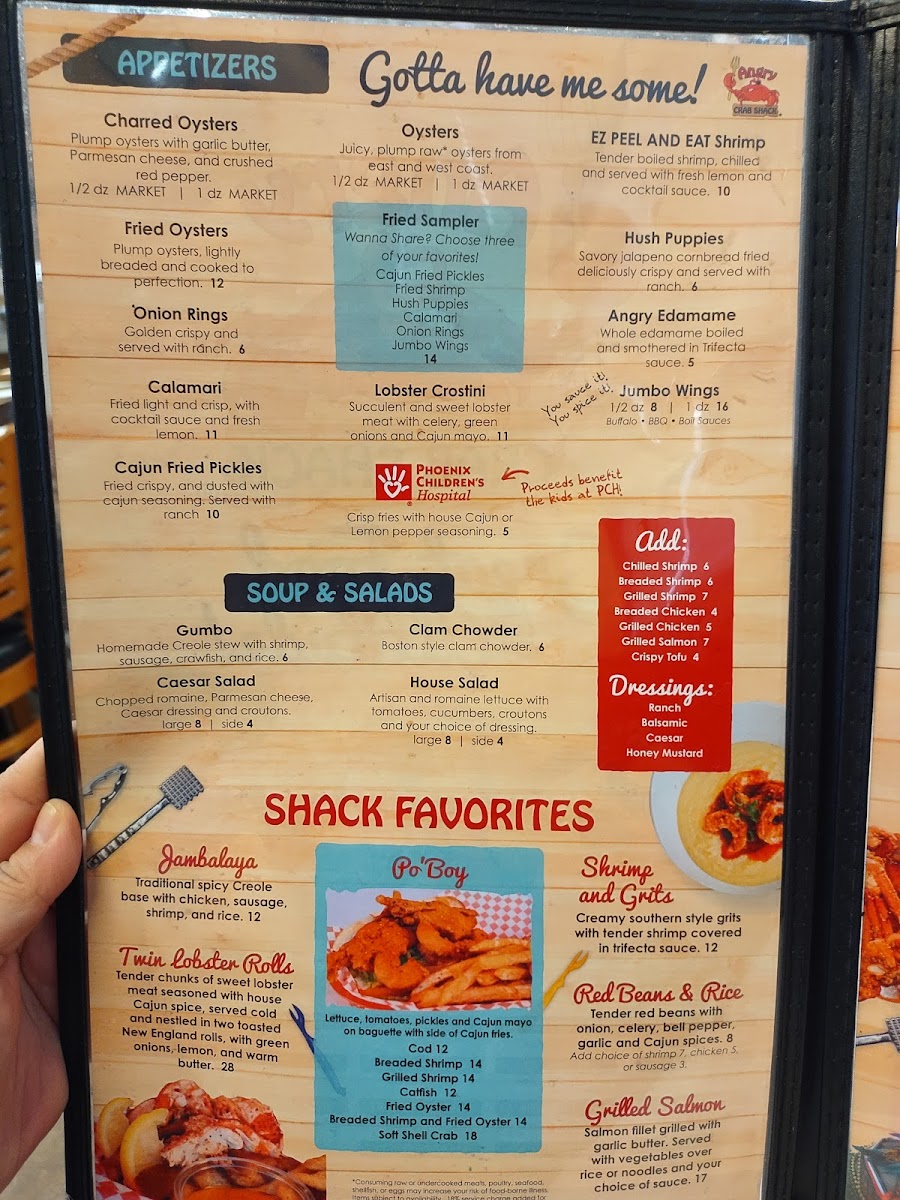 APPETIZERS
Gotta have me some!
Angry
CRAB SHACK
Charred Oysters
Plump oysters with garlic butter,
Parmesan cheese, and crushed
red pepper.
1/2 dz MARKET | 1 dz MARKET
Oysters
Juicy, plump raw* oysters from
east and west coast.
1/2 dz MARKET | 1 dz MARKET
EZ PEEL AND EAT Shrimp
Tender boiled shrimp, chilled
and served with fresh lemon and
cocktail sauce. 10
Fried Oysters
Plump oysters, lightly
breaded and cooked to
perfection. 12
Fried Sampler
Wanna Share? Choose three
of your favorites!
Cajun Fried Pickles
Fried Shrimp
Hush Puppies
Calamari
Onion Rings
Jumbo Wings
14
Hush Puppies
Savory jalapeno cornbread fried
deliciously crispy and served with
ranch. 6
Onion Rings
Golden crispy and
served with ranch. 6
Angry Edamame
Whole edamame boiled
and smothered in Trifecta
sauce. 5
Calamari
Fried light and crisp, with
cocktail sauce and fresh
lemon. 11
Lobster Crostini
Succulent and sweet lobster
meat with celery, green
onions and Cajun mayo. 11
You sauce it!
You spice it!
Jumbo Wings
1/2 dz 8 | 1 dz 16
Buffalo • BBQ • Boil Sauces
Cajun Fried Pickles
Fried crispy, and dusted with
cajun seasoning. Served with
ranch 10
PHOENIX
CHILDREN'S
Hospital
Proceeds benefit
the kids at PCH!
Crisp fries with house Cajun or
Lemon pepper seasoning. 5
SOUP & SALADS
Gumbo
Homemade Creole stew with shrimp,
sausage, crawfish, and rice. 6
Clam Chowder
Boston style clam chowder. 6
Caesar Salad
Chopped romaine, Parmesan cheese,
Caesar dressing and croutons.
large 8 | side 4
House Salad
Artisan and romaine lettuce with
tomatoes, cucumbers, croutons
and your choice of dressing.
large 8 | side 4
Add:
Chilled Shrimp 6
Breaded Shrimp 6
Grilled Shrimp 7
Breaded Chicken 4
Grilled Chicken 5
Grilled Salmon 7
Crispy Tofu 4
Dressings:
Ranch
Balsamic
Caesar
Honey Mustard
SHACK FAVORITES
Jambalaya
Traditional spicy Creole
base with chicken, sausage,
shrimp, and rice. 12
Twin Lobster Rolls
Tender chunks of sweet lobster
meat seasoned with house
Cajun spice, served cold
and nestled in two toasted
New England rolls, with green
onions, lemon, and warm
butter. 28
Po'Boy
Lettuce, tomatoes, pickles and Cajun mayo
on baguette with side of Cajun fries.
Cod 12
Breaded Shrimp 14
Grilled Shrimp 14
Catfish 12
Fried Oyster 14
Breaded Shrimp and Fried Oyster 14
Soft Shell Crab 18
Shrimp
and Grits
Creamy southern style grits
with tender shrimp covered
in trifecta sauce. 12
Red Beans & Rice
Tender red beans with
onion, celery, bell pepper,
garlic and Cajun spices. 8
Add choice of shrimp 7, chicken 5,
or sausage 3.
Grilled Salmon
Salmon fillet grilled with
garlic butter. Served
with vegetables over
rice or noodles and your
choice of sauce. 17
*Consuming raw or undercooked meats, poultry, seafood,
shellfish, or eggs may increase your risk of food-borne illness.
Items subject to availability. 18% service charge added for